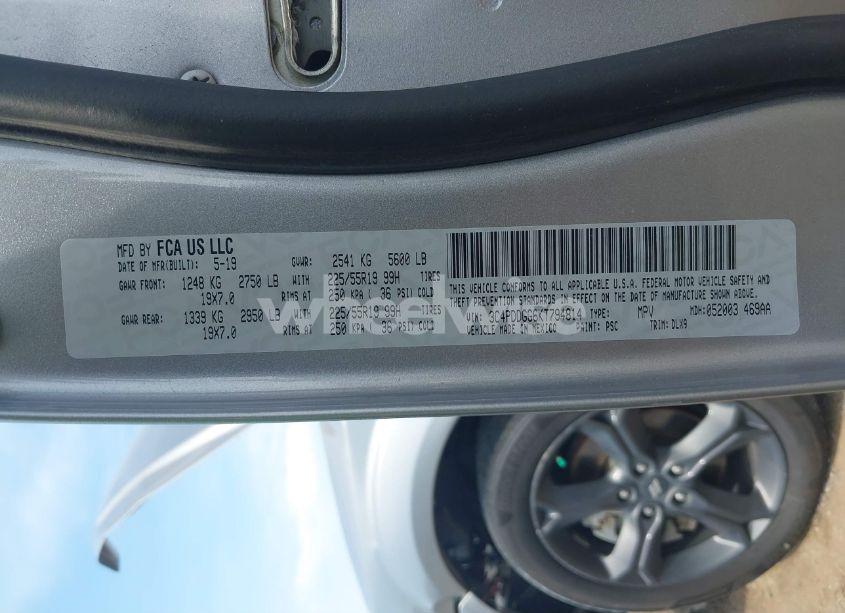 MFD BY FCA US LLC
DATE OF MFR(BUILT): 5-19 GVWR: 2541 KG 5600 LB
GAWR FRONT: 1248 KG 2750 LB WITH 225/55R19 99H TIRES
19X7.0 RIMS AT 250 KPA ( 36 PSI) COLD
GAWR REAR: 1339 KG 2950 LB WITH 225/55R19 99H TIRES
19X7.0 RIMS AT 250 KPA ( 36 PSI) COLD
THIS VEHICLE CONFORMS TO ALL APPLICABLE U.S.A. FEDERAL MOTOR VEHICLE SAFETY AND
THEFT PREVENTION STANDARDS IN EFFECT ON THE DATE OF MANUFACTURE SHOWN ABOVE.
VIN: 3C4PDDGG6KT794814 TYPE: MPV MDH:052003 469AA
VEHICLE MADE IN MEXICO PAINT: PSC TRIM: DLX9